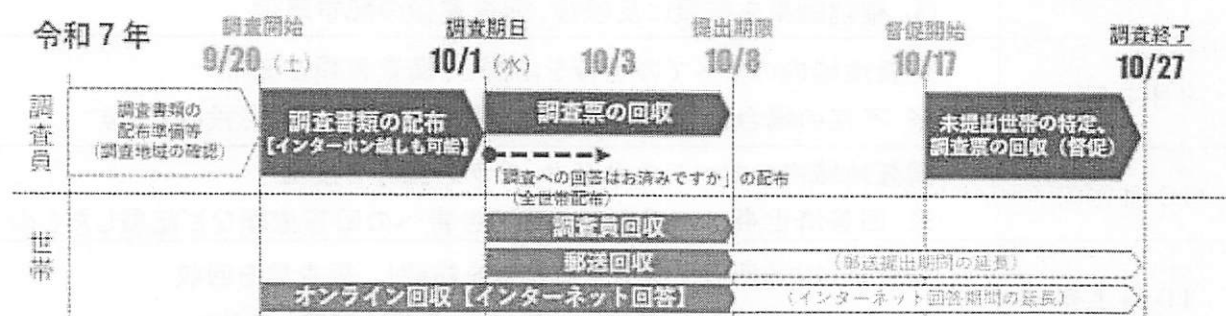 令和７年
調査開始
9/20（土）
調査期日
10/1（水）
10/3
提出期限
10/8
督促開始
10/17
調査終了
10/27
調査員
調査書類の
配布準備等
（調査地域の確認）
調査書類の配布
【インターホン越しも可能】
調査票の回収
「調査への回答はお済みですか」の配布
（全世帯配布）
未提出世帯の特定、
調査票の回収（督促）
世帯
調査員回収
郵送回収
（郵送提出期間の延長）
オンライン回収【インターネット回答】
（インターネット回答期間の延長）